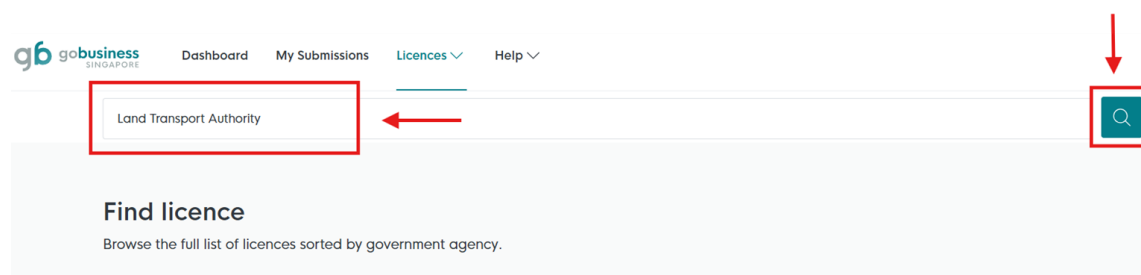 gb gobusiness
SINGAPORE
Dashboard My Submissions Licences Help
Land Transport Authority
Find licence
Browse the full list of licences sorted by government agency.